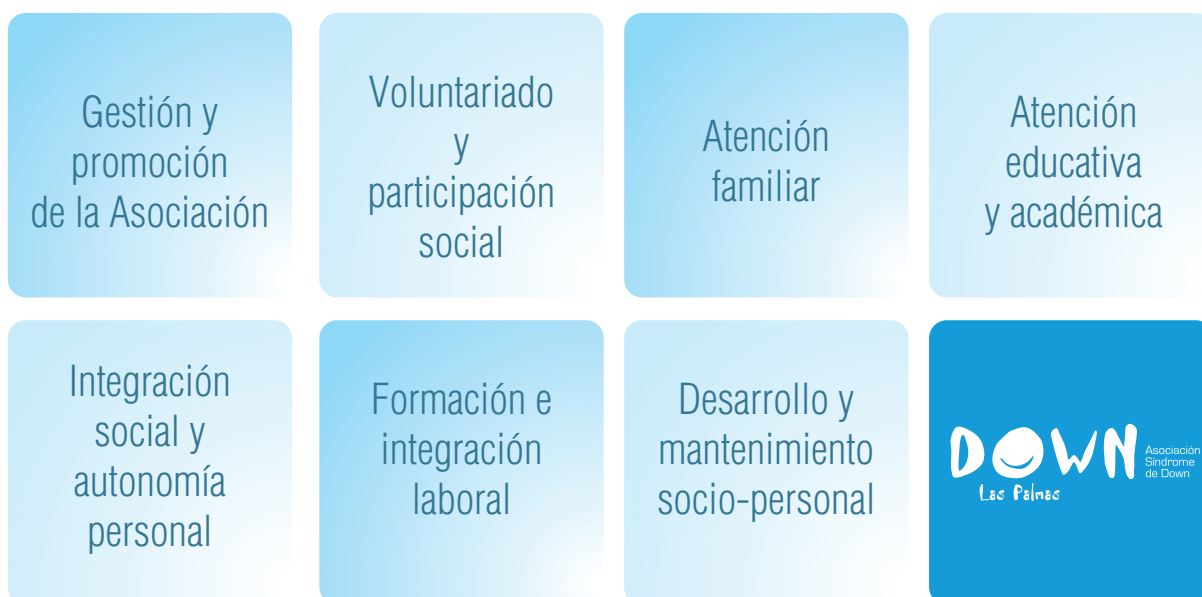 Gestión y
promoción
de la Asociación
Voluntariado
y
participación
social
Atención
familiar
Atención
educativa
y académica
Integración
social y
autonomía
personal
Formación e
integración
laboral
Desarrollo y
mantenimiento
socio-personal
DOWN
Las Palmas
Asociación
Síndrome
de Down